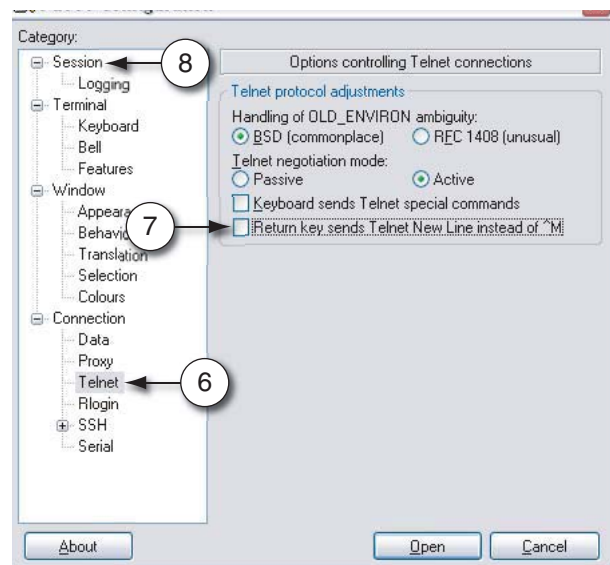 Category:
Session
Logging
Terminal
Keyboard
Bell
Features
Window
Behavio
Translation
Selection
Colours
Connection
Data
Proxy
Telnet
Rlogin
SSH
Serial
8
7
6
Options controlling Telnet connections
Telnet protocol adjustments
Handling of OLD_ENVIRON ambiguity:
BSD (commonplace) RFC 1408 (unusual)
Telnet negotiation mode:
Passive Active
Keyboard sends Telnet special commands
Return key sends Telnet New Line instead of ^M
About Open Cancel